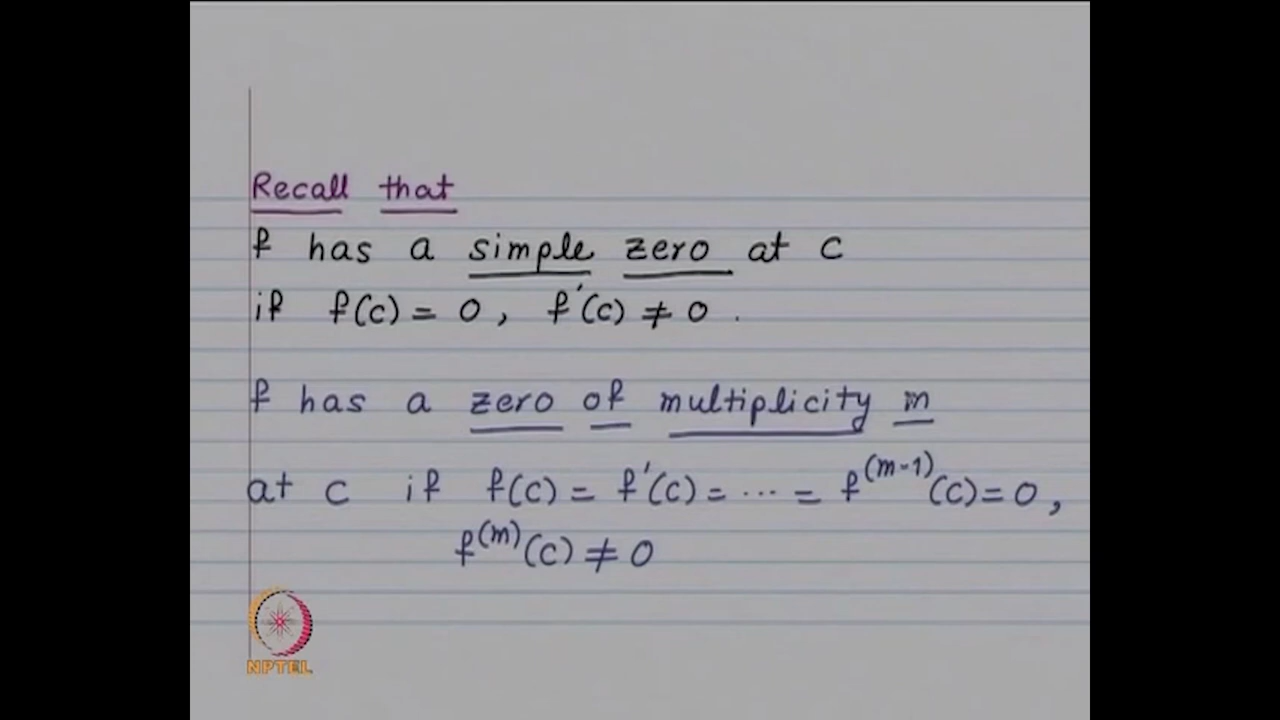 Recall that
f has a simple zero at c
if f(c) = 0, f'(c) ≠ 0.
f has a zero of multiplicity m
at c if f(c) = f'(c) = ··· = f^(m-1)(c) = 0,
f^(m)(c) ≠ 0
NPTEL